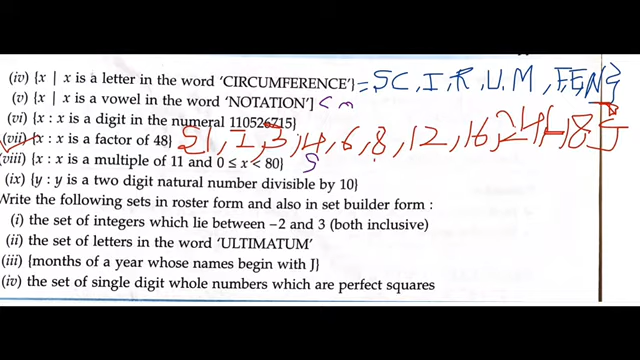 (iv) {x | x is a letter in the word 'CIRCUMFERENCE'} = {C, I, R, U, M, F, E, N}
(v) {x | x is a vowel in the word 'NOTATION'}
(vi) {x : x is a digit in the numeral 110526715}
(vii) {x : x is a factor of 48} {1, 2, 3, 4, 6, 8, 12, 16, 24, 48}
(viii) {x : x is a multiple of 11 and 0 ≤ x < 80}
(ix) {y : y is a two digit natural number divisible by 10}
Write the following sets in roster form and also in set builder form :
(i) the set of integers which lie between −2 and 3 (both inclusive)
(ii) the set of letters in the word 'ULTIMATUM'
(iii) {months of a year whose names begin with J}
(iv) the set of single digit whole numbers which are perfect squares